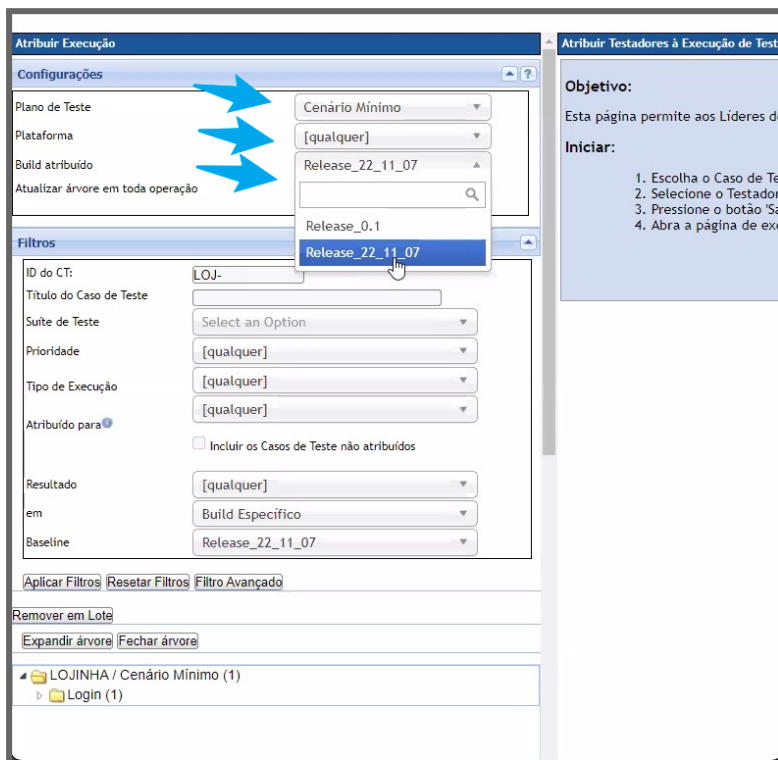 Atribuir Execução
Configurações
?
Plano de Teste
Cenário Mínimo
Plataforma
[qualquer]
Build atribuído
Release_22_11_07
Atualizar árvore em toda operação
Release_0.1
Release_22_11_07
Filtros
ID do CT:
LOJ-
Título do Caso de Teste
Suíte de Teste
Select an Option
Prioridade
[qualquer]
Tipo de Execução
[qualquer]
[qualquer]
Atribuído para
Incluir os Casos de Teste não atribuídos
Resultado
[qualquer]
em
Build Específico
Baseline
Release_22_11_07
Aplicar Filtros Resetar Filtros Filtro Avançado
Remover em Lote
Expandir árvore Fechar árvore
LOJINHA / Cenário Mínimo (1)
Login (1)
Atribuir Testadores à Execução de Test
Objetivo:
Esta página permite aos Líderes d
Iniciar:
1. Escolha o Caso de Te
2. Selecione o Testador
3. Pressione o botão 'Sa
4. Abra a página de exe